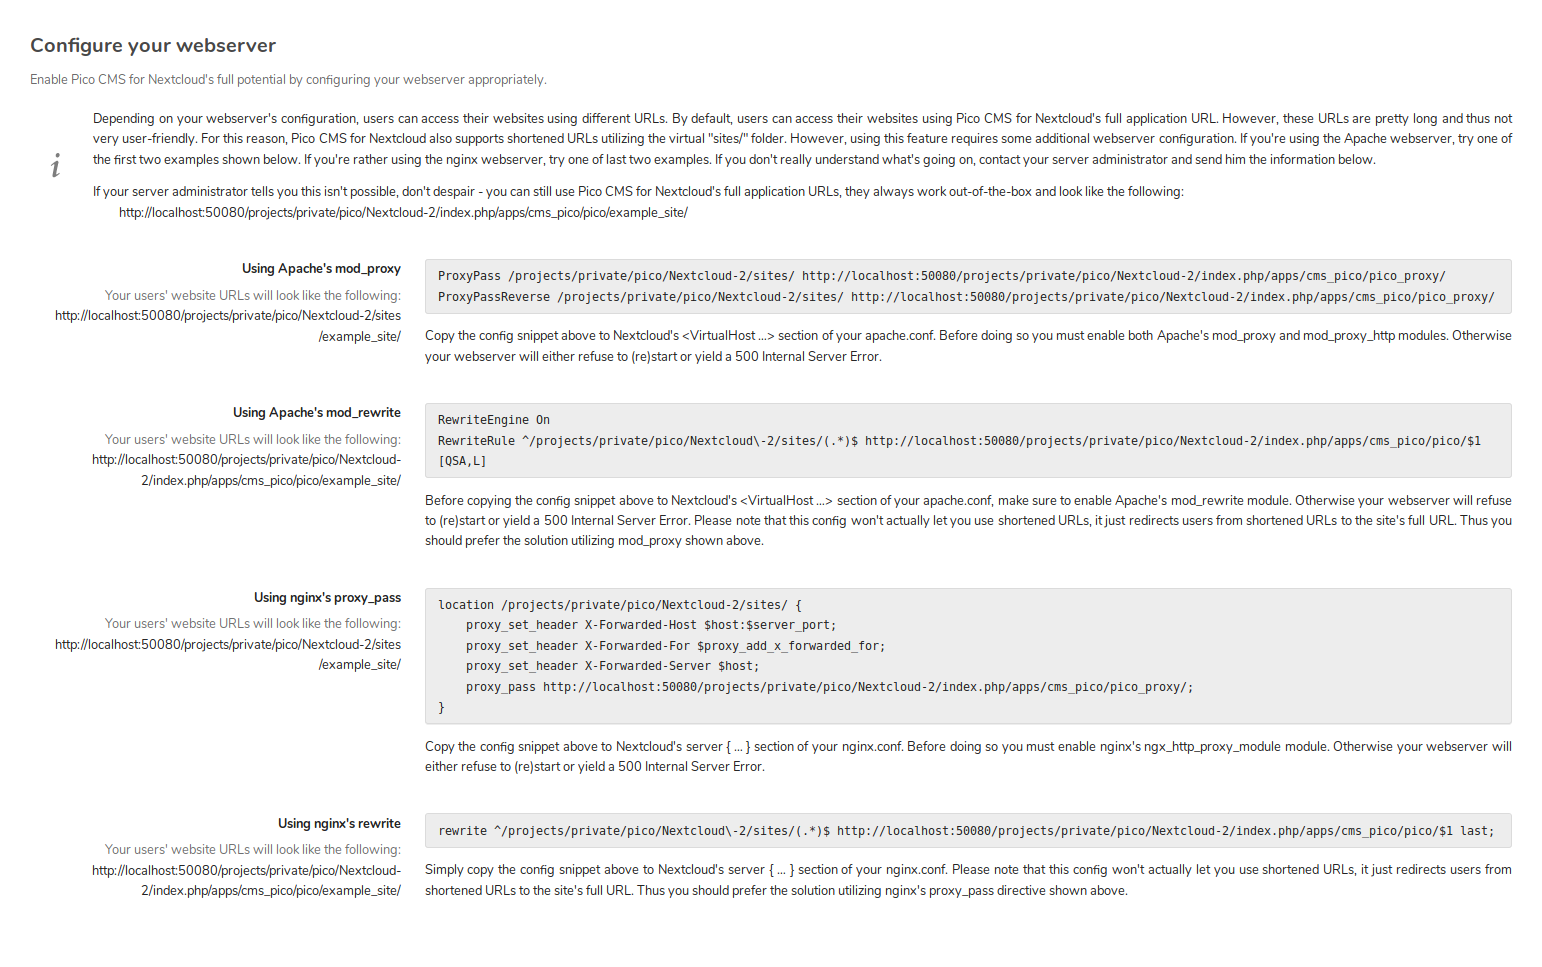 Configure your webserver
Enable Pico CMS for Nextcloud's full potential by configuring your webserver appropriately.
i
Depending on your webserver's configuration, users can access their websites using different URLs. By default, users can access their websites using Pico CMS for Nextcloud's full application URL. However, these URLs are pretty long and thus not
very user-friendly. For this reason, Pico CMS for Nextcloud also supports shortened URLs utilizing the virtual "sites/" folder. However, using this feature requires some additional webserver configuration. If you're using the Apache webserver, try one of
the first two examples shown below. If you're rather using the nginx webserver, try one of last two examples. If you don't really understand what's going on, contact your server administrator and send him the information below.
If your server administrator tells you this isn't possible, don't despair - you can still use Pico CMS for Nextcloud's full application URLs, they always work out-of-the-box and look like the following:
http://localhost:50080/projects/private/pico/Nextcloud-2/index.php/apps/cms_pico/pico/example_site/
Using Apache's mod_proxy
Your users' website URLs will look like the following:
http://localhost:50080/projects/private/pico/Nextcloud-2/sites
/example_site/
ProxyPass /projects/private/pico/Nextcloud-2/sites/ http://localhost:50080/projects/private/pico/Nextcloud-2/index.php/apps/cms_pico/pico_proxy/
ProxyPassReverse /projects/private/pico/Nextcloud-2/sites/ http://localhost:50080/projects/private/pico/Nextcloud-2/index.php/apps/cms_pico/pico_proxy/
Copy the config snippet above to Nextcloud's <VirtualHost ...> section of your apache.conf. Before doing so you must enable both Apache's mod_proxy and mod_proxy_http modules. Otherwise
your webserver will either refuse to (re)start or yield a 500 Internal Server Error.
Using Apache's mod_rewrite
Your users' website URLs will look like the following:
http://localhost:50080/projects/private/pico/Nextcloud-
2/index.php/apps/cms_pico/pico/example_site/
RewriteEngine On
RewriteRule ^/projects/private/pico/Nextcloud\-2/sites/(.*)$ http://localhost:50080/projects/private/pico/Nextcloud-2/index.php/apps/cms_pico/pico/$1
[QSA,L]
Before copying the config snippet above to Nextcloud's <VirtualHost ...> section of your apache.conf, make sure to enable Apache's mod_rewrite module. Otherwise your webserver will refuse
to (re)start or yield a 500 Internal Server Error. Please note that this config won't actually let you use shortened URLs, it just redirects users from shortened URLs to the site's full URL. Thus you
should prefer the solution utilizing mod_proxy shown above.
Using nginx's proxy_pass
Your users' website URLs will look like the following:
http://localhost:50080/projects/private/pico/Nextcloud-2/sites
/example_site/
location /projects/private/pico/Nextcloud-2/sites/ {
proxy_set_header X-Forwarded-Host $host:$server_port;
proxy_set_header X-Forwarded-For $proxy_add_x_forwarded_for;
proxy_set_header X-Forwarded-Server $host;
proxy_pass http://localhost:50080/projects/private/pico/Nextcloud-2/index.php/apps/cms_pico/pico_proxy/;
}
Copy the config snippet above to Nextcloud's server { ... } section of your nginx.conf. Before doing so you must enable nginx's ngx_http_proxy_module module. Otherwise your webserver will
either refuse to (re)start or yield a 500 Internal Server Error.
Using nginx's rewrite
Your users' website URLs will look like the following:
http://localhost:50080/projects/private/pico/Nextcloud-
2/index.php/apps/cms_pico/pico/example_site/
rewrite ^/projects/private/pico/Nextcloud\-2/sites/(.*)$ http://localhost:50080/projects/private/pico/Nextcloud-2/index.php/apps/cms_pico/pico/$1 last;
Simply copy the config snippet above to Nextcloud's server { ... } section of your nginx.conf. Please note that this config won't actually let you use shortened URLs, it just redirects users from
shortened URLs to the site's full URL. Thus you should prefer the solution utilizing nginx's proxy_pass directive shown above.